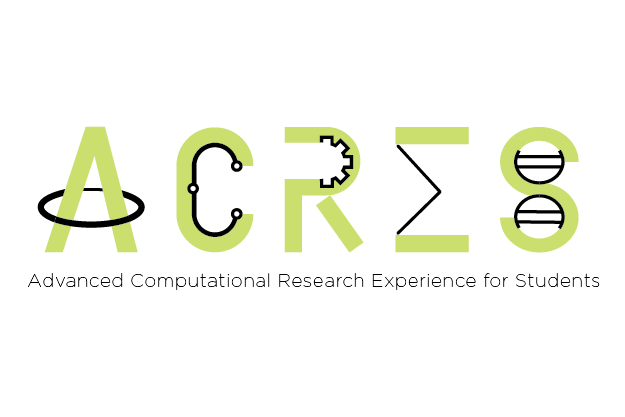 ACRES
Advanced Computational Research Experience for Students